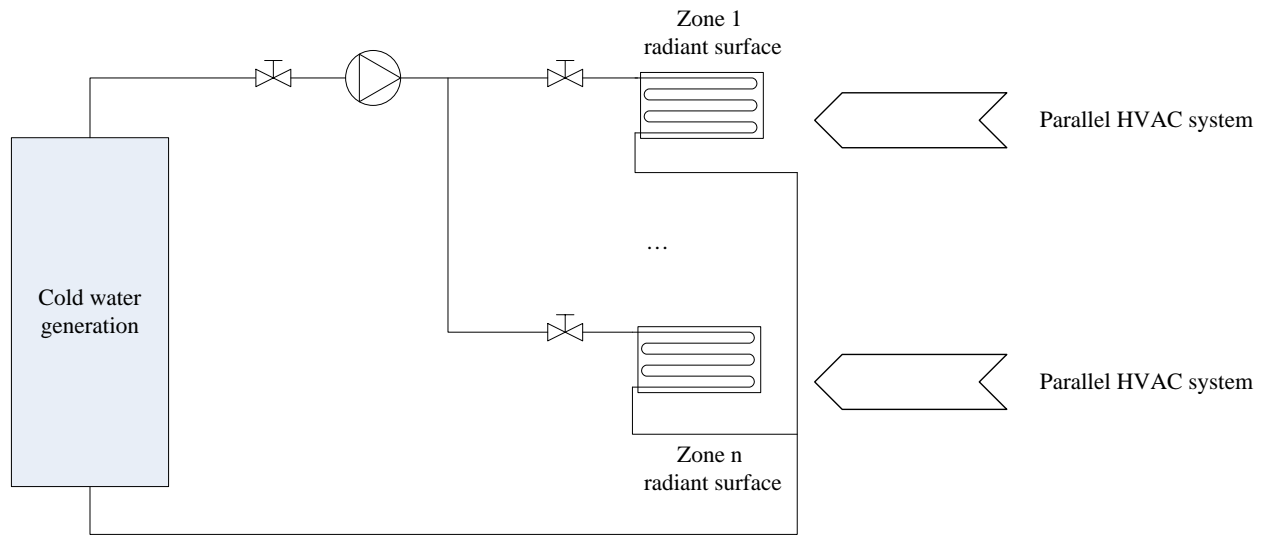 Zone 1
radiant surface
Parallel HVAC system
…
Cold water
generation
Parallel HVAC system
Zone n
radiant surface